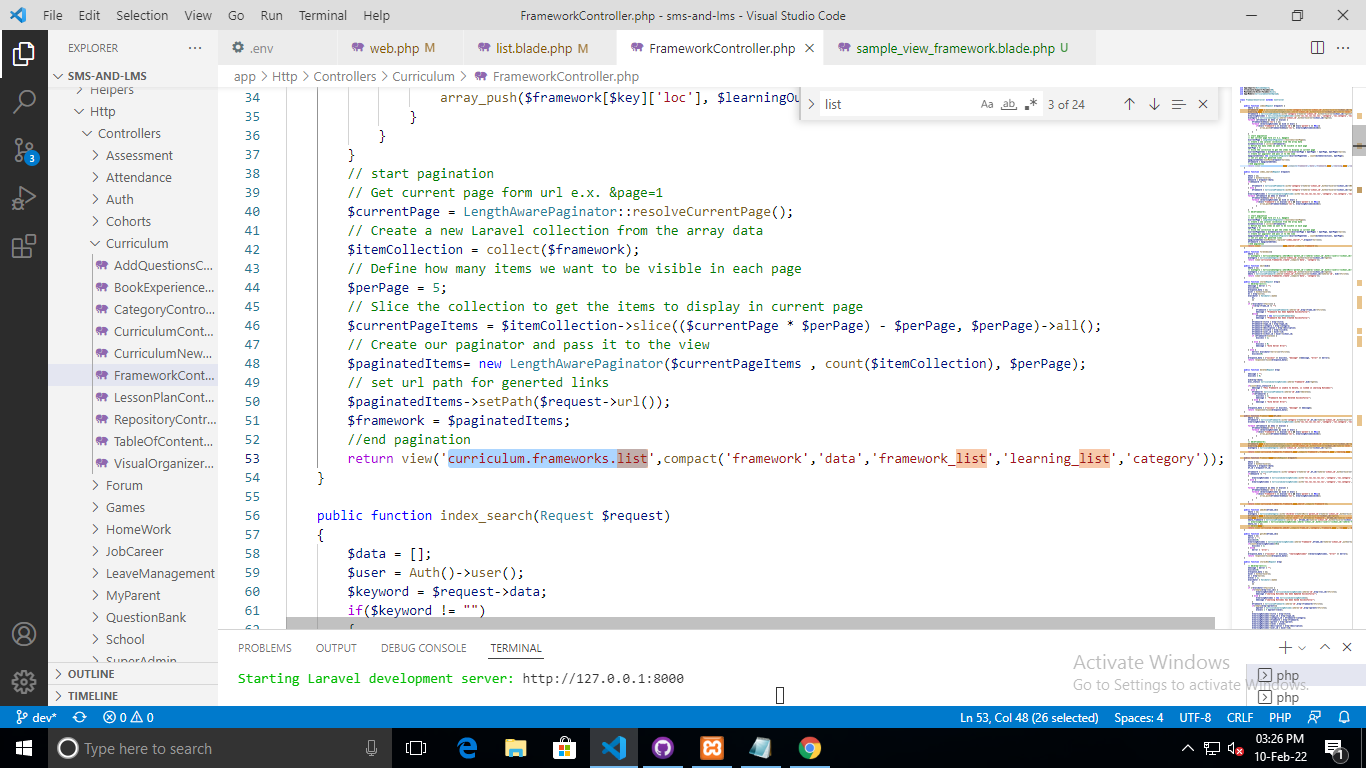 File Edit Selection View Go Run Terminal Help FrameworkController.php - sms-and-lms - Visual Studio Code
EXPLORER ··· .env web.php M list.blade.php M FrameworkController.php sample_view_framework.blade.php U ···
SMS-AND-LMS
app > Http > Controllers > Curriculum > FrameworkController.php
list Aa ab .* 3 of 24
Helpers
Http
Controllers
Assessment
Attendance
Auth
Cohorts
Curriculum
AddQuestionsC...
BookExperience...
CategoryContro...
CurriculumCont...
CurriculumNew...
FrameworkCont...
LessonPlanCont...
RepositoryContr...
TableOfContent...
VisualOrganizer...
Forum
Games
HomeWork
JobCareer
LeaveManagement
MyParent
QuestionBank
School
SuperAdmin
OUTLINE
TIMELINE
34 array_push($framework[$key]['loc'], $learningOu
35 }
36 }
37 }
38 // start pagination
39 // Get current page form url e.x. &page=1
40 $currentPage = LengthAwarePaginator::resolveCurrentPage();
41 // Create a new Laravel collection from the array data
42 $itemCollection = collect($framework);
43 // Define how many items we want to be visible in each page
44 $perPage = 5;
45 // Slice the collection to get the items to display in current page
46 $currentPageItems = $itemCollection->slice(($currentPage * $perPage) - $perPage, $perPage)->all();
47 // Create our paginator and pass it to the view
48 $paginatedItems= new LengthAwarePaginator($currentPageItems , count($itemCollection), $perPage);
49 // set url path for generted links
50 $paginatedItems->setPath($request->url());
51 $framework = $paginatedItems;
52 //end pagination
53 return view('curriculum.frameworks.list',compact('framework','data','framework_list','learning_list','category'));
54 }
55
56 public function index_search(Request $request)
57 {
58 $data = [];
59 $user = Auth()->user();
60 $keyword = $request->data;
61 if($keyword != "")
62 {
PROBLEMS OUTPUT DEBUG CONSOLE TERMINAL
Starting Laravel development server: http://127.0.0.1:8000
php
php
Activate Windows
Go to Settings to activate Windows.
dev* 0 0 Ln 53, Col 48 (26 selected) Spaces: 4 UTF-8 CRLF PHP
3
Type here to search
03:26 PM
10-Feb-22
1